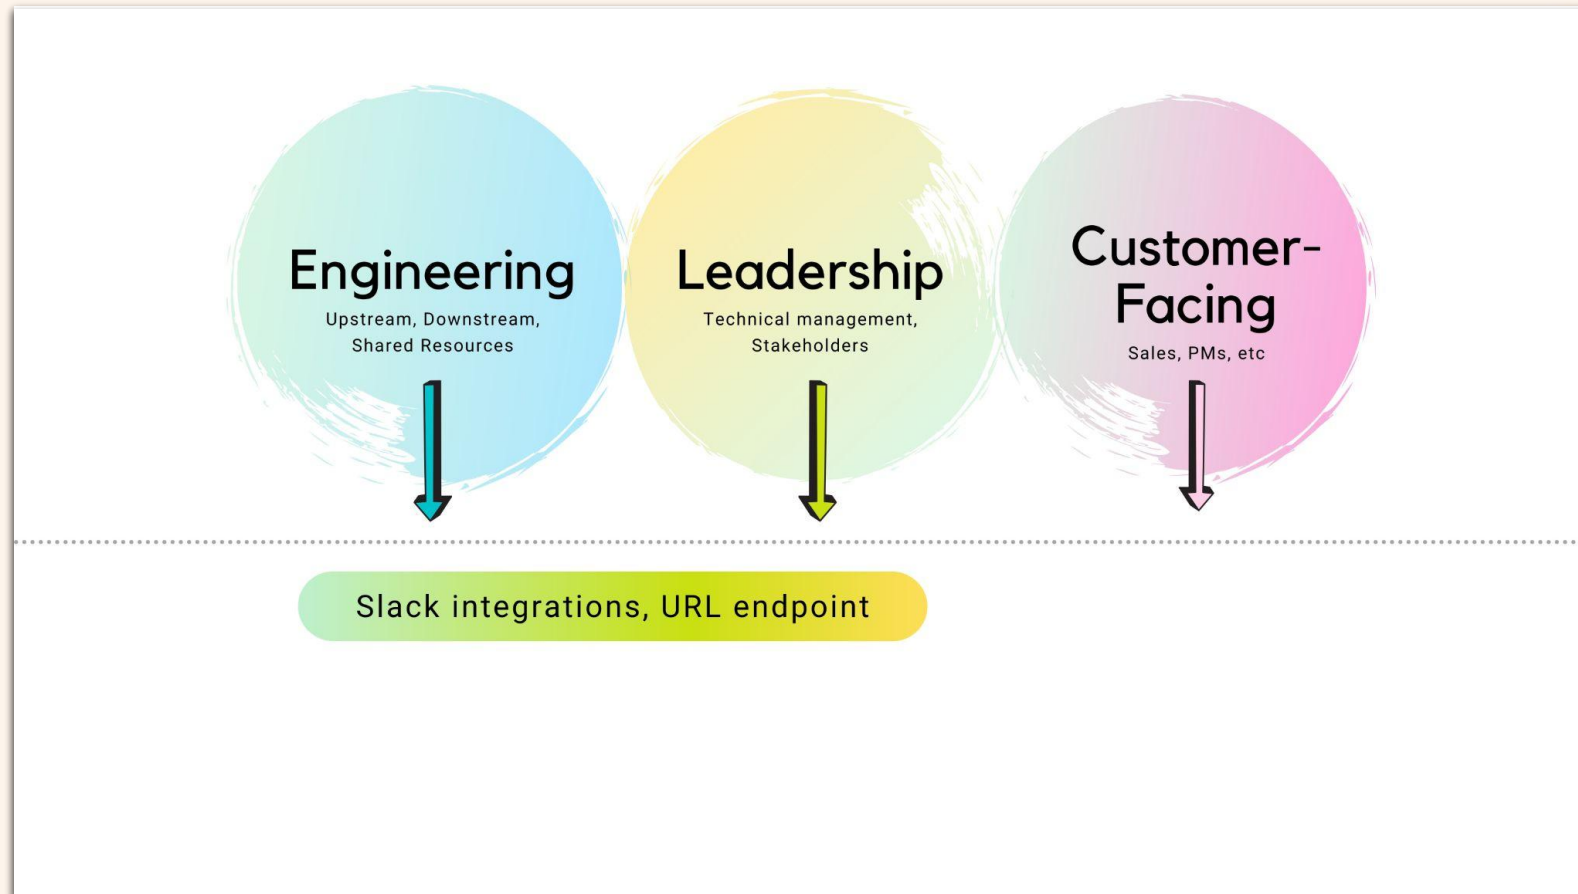 Engineering
Upstream, Downstream,
Shared Resources
Leadership
Technical management,
Stakeholders
Customer-
Facing
Sales, PMs, etc
Slack integrations, URL endpoint